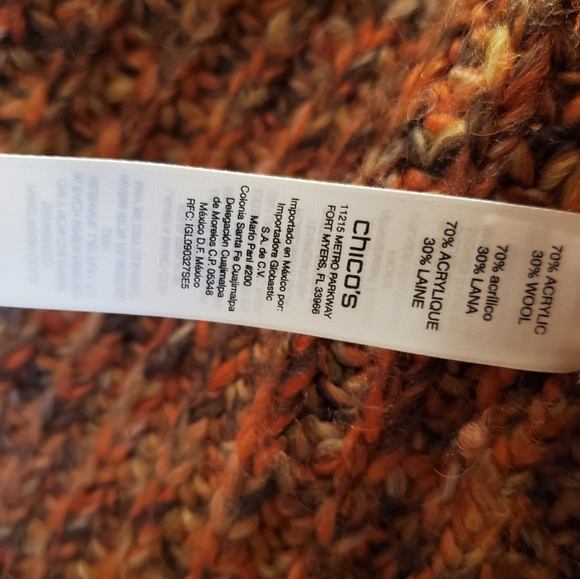 70% ACRYLIC
30% WOOL
70% acrílico
30% LANA
70% ACRYLIQUE
30% LAINE
chico's
11215 METRO PARKWAY
FORT MYERS, FL 33966
Importado en México por:
Importadora Globastic
S.A. de C.V.
Mario Pani #200
Colonia Santa Fe Cuajimalpa
Delegación Cuajimalpa
de Morelos C.P. 05348
México D.F. México
RFC: IGL090327SE5